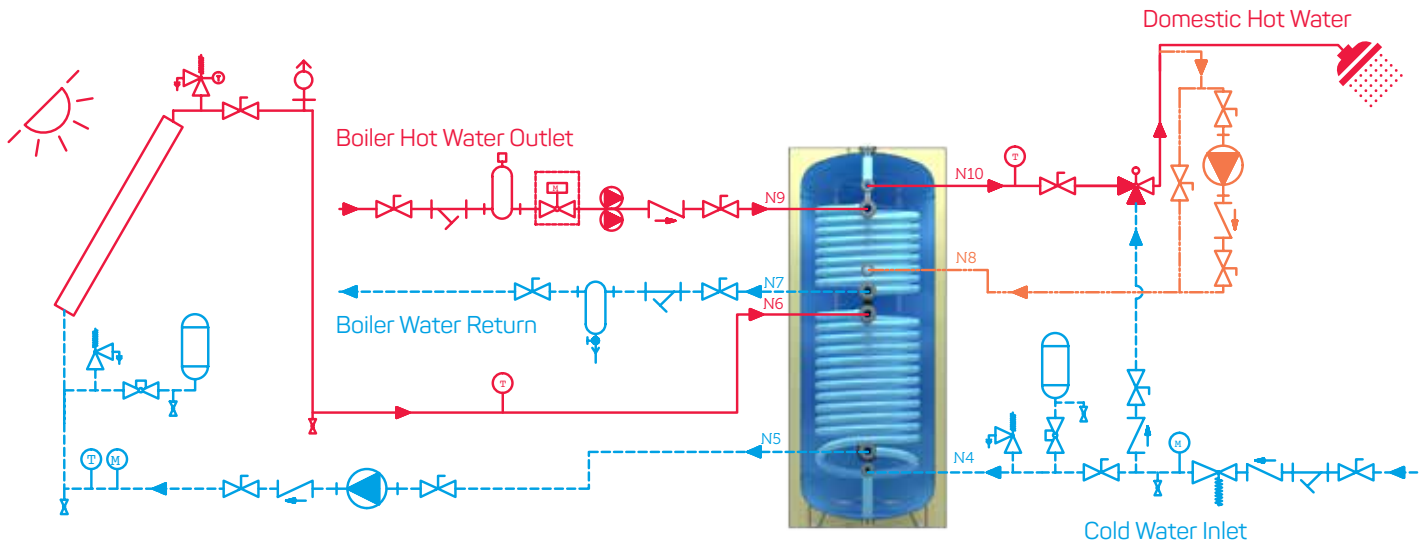 Domestic Hot Water
T
Boiler Hot Water Outlet
T
N10
M
N9
N8
N7
Boiler Water Return
N6
T
N5
M
T
M
N4
Cold Water Inlet